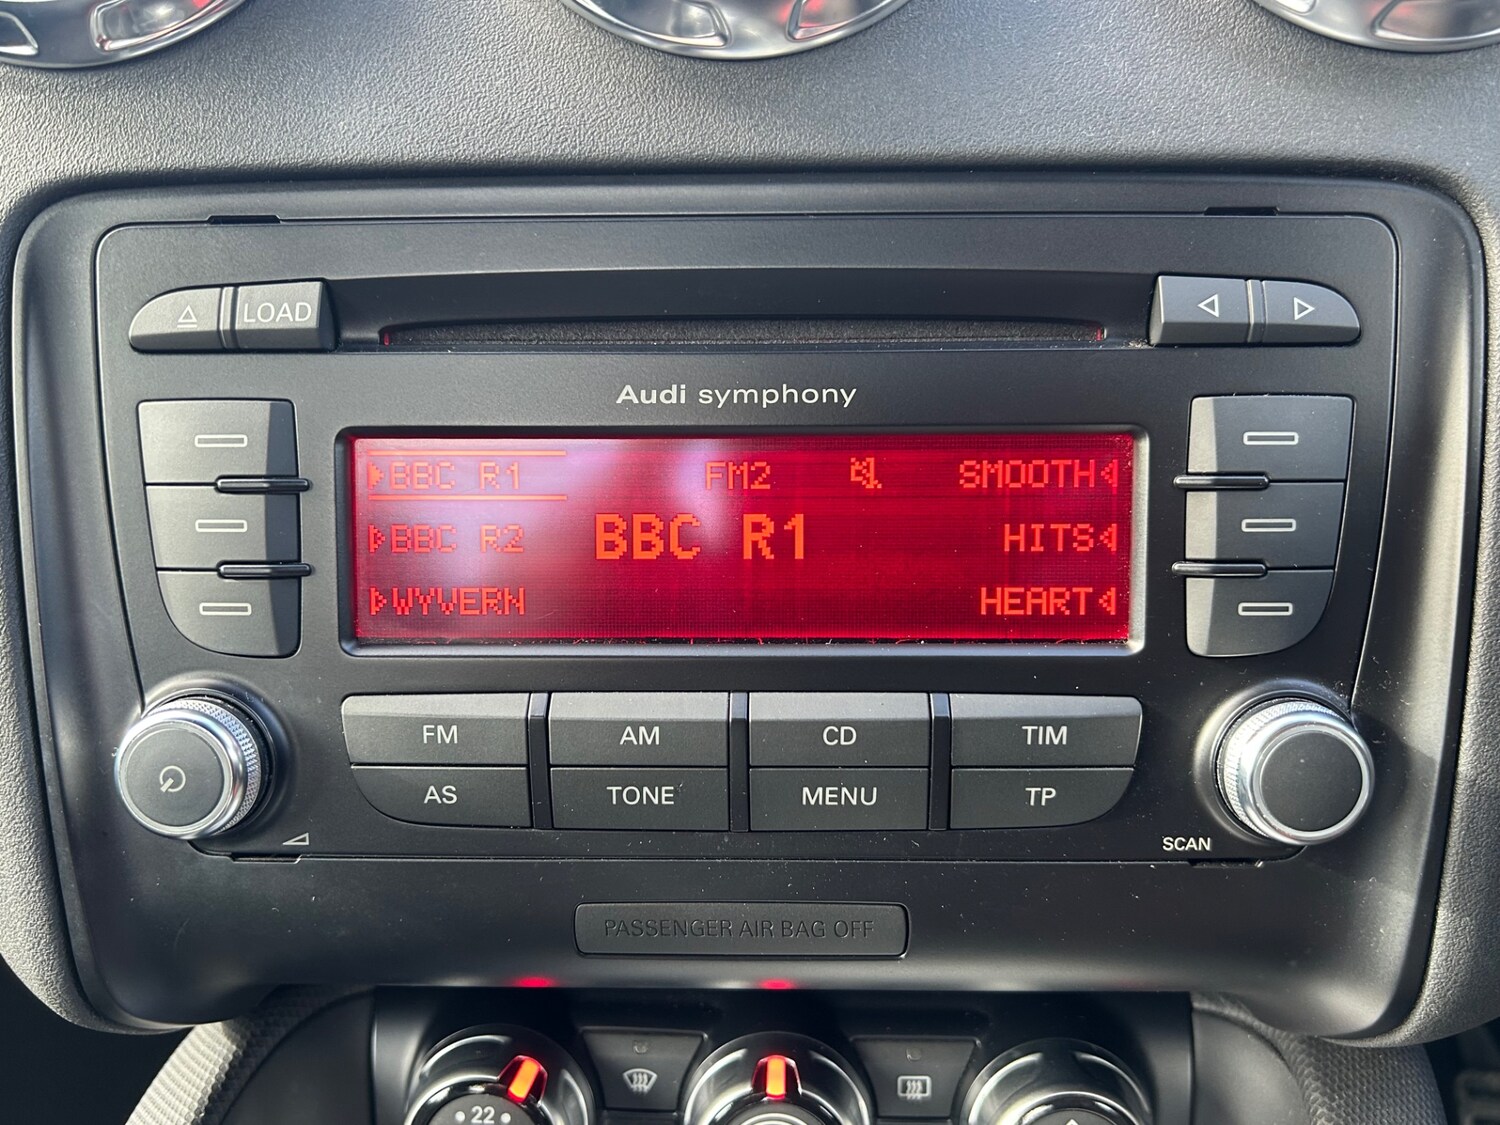 LOAD
Audi symphony
BBC R1 FM2 SMOOTH
BBC R2 BBC R1 HITS
WYVERN HEART
FM AM CD TIM
AS TONE MENU TP
SCAN
PASSENGER AIR BAG OFF
22